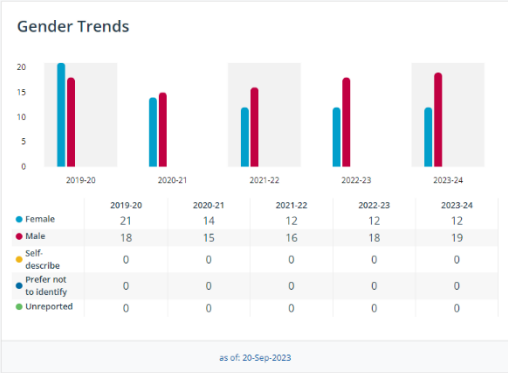 Gender Trends
20
15
10
5
0
2019-20 2020-21 2021-22 2022-23 2023-24
2019-20 2020-21 2021-22 2022-23 2023-24
Female 21 14 12 12 12
Male 18 15 16 18 19
Self-
describe 0 0 0 0 0
Prefer not
to identify 0 0 0 0 0
Unreported 0 0 0 0 0
as of: 20-Sep-2023